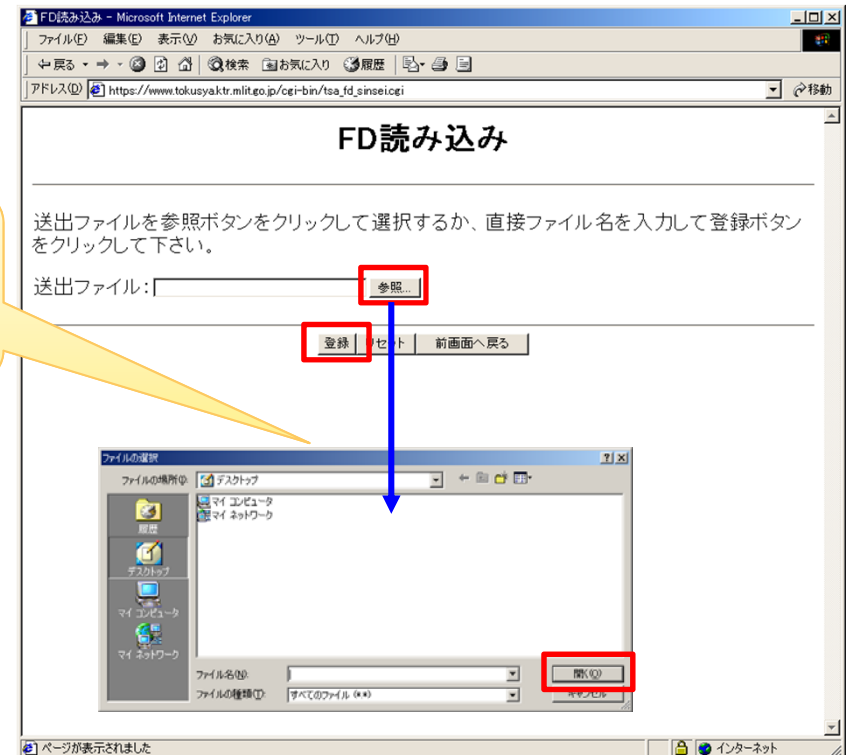 FD読み込み - Microsoft Internet Explorer
ファイル(F) 編集(E) 表示(V) お気に入り(A) ツール(T) ヘルプ(H)
戻る 検索 お気に入り 履歴
アドレス(D) https://www.tokusya.ktr.mlit.go.jp/cgi-bin/tsa_fd_sinsei.cgi 移動
FD読み込み
送出ファイルを参照ボタンをクリックして選択するか、直接ファイル名を入力して登録ボタン
をクリックして下さい。
送出ファイル： 参照...
登録 リセット 前画面へ戻る
ファイルの選択
ファイルの場所(I): デスクトップ
マイ コンピュータ
マイ ネットワーク
履歴
デスクトップ
マイ コンピュータ
マイ ネットワーク
ファイル名(N): 開く(O)
ファイルの種類(T): すべてのファイル (*.*) キャンセル
ページが表示されました インターネット